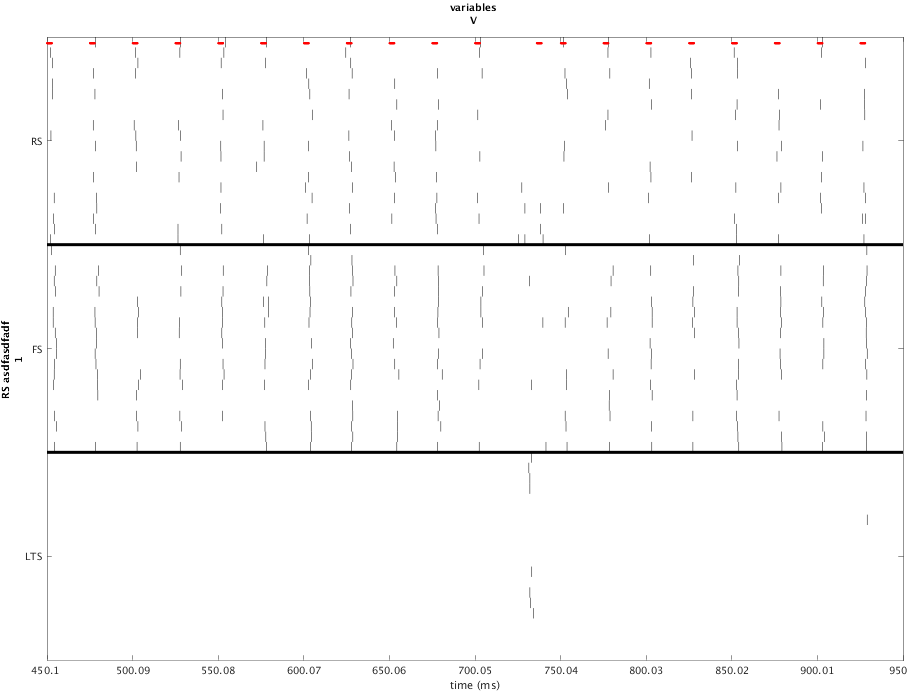 variables
V
RS
FS
LTS
RS asdfasdfadf
1
450.1 500.09 550.08 600.07 650.06 700.05 750.04 800.03 850.02 900.01 950
time (ms)